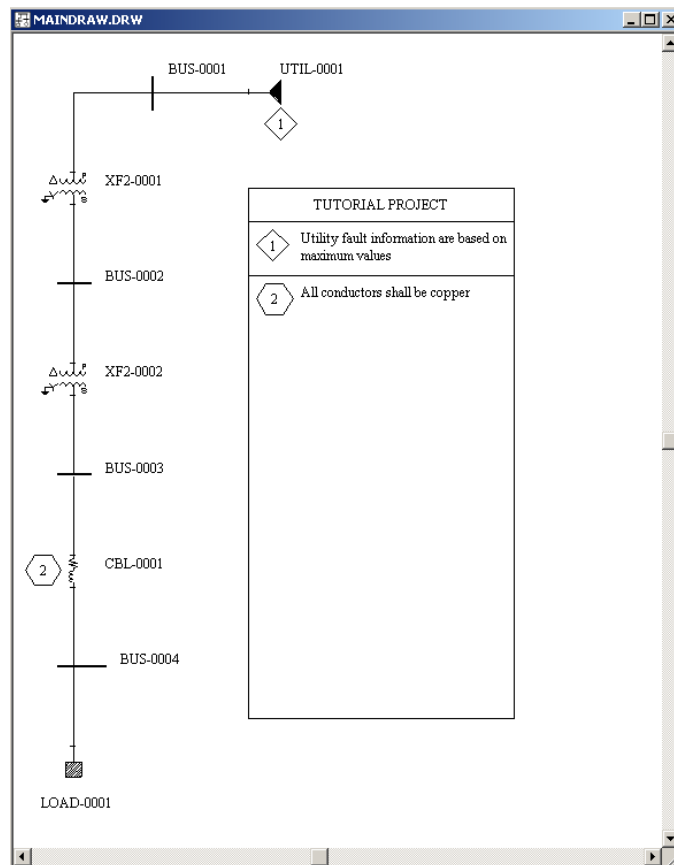 MAINDRAW.DRW
BUS-0001
UTIL-0001
1
P
XF2-0001
S
BUS-0002
P
XF2-0002
S
BUS-0003
2
CBL-0001
BUS-0004
LOAD-0001
TUTORIAL PROJECT
1
Utility fault information are based on
maximum values
2
All conductors shall be copper